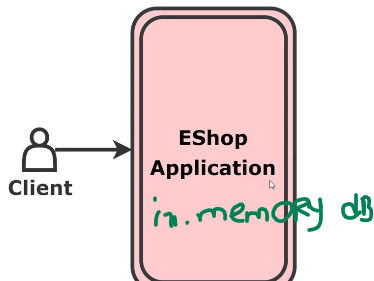 EShop
Application
Client
in.memory dB